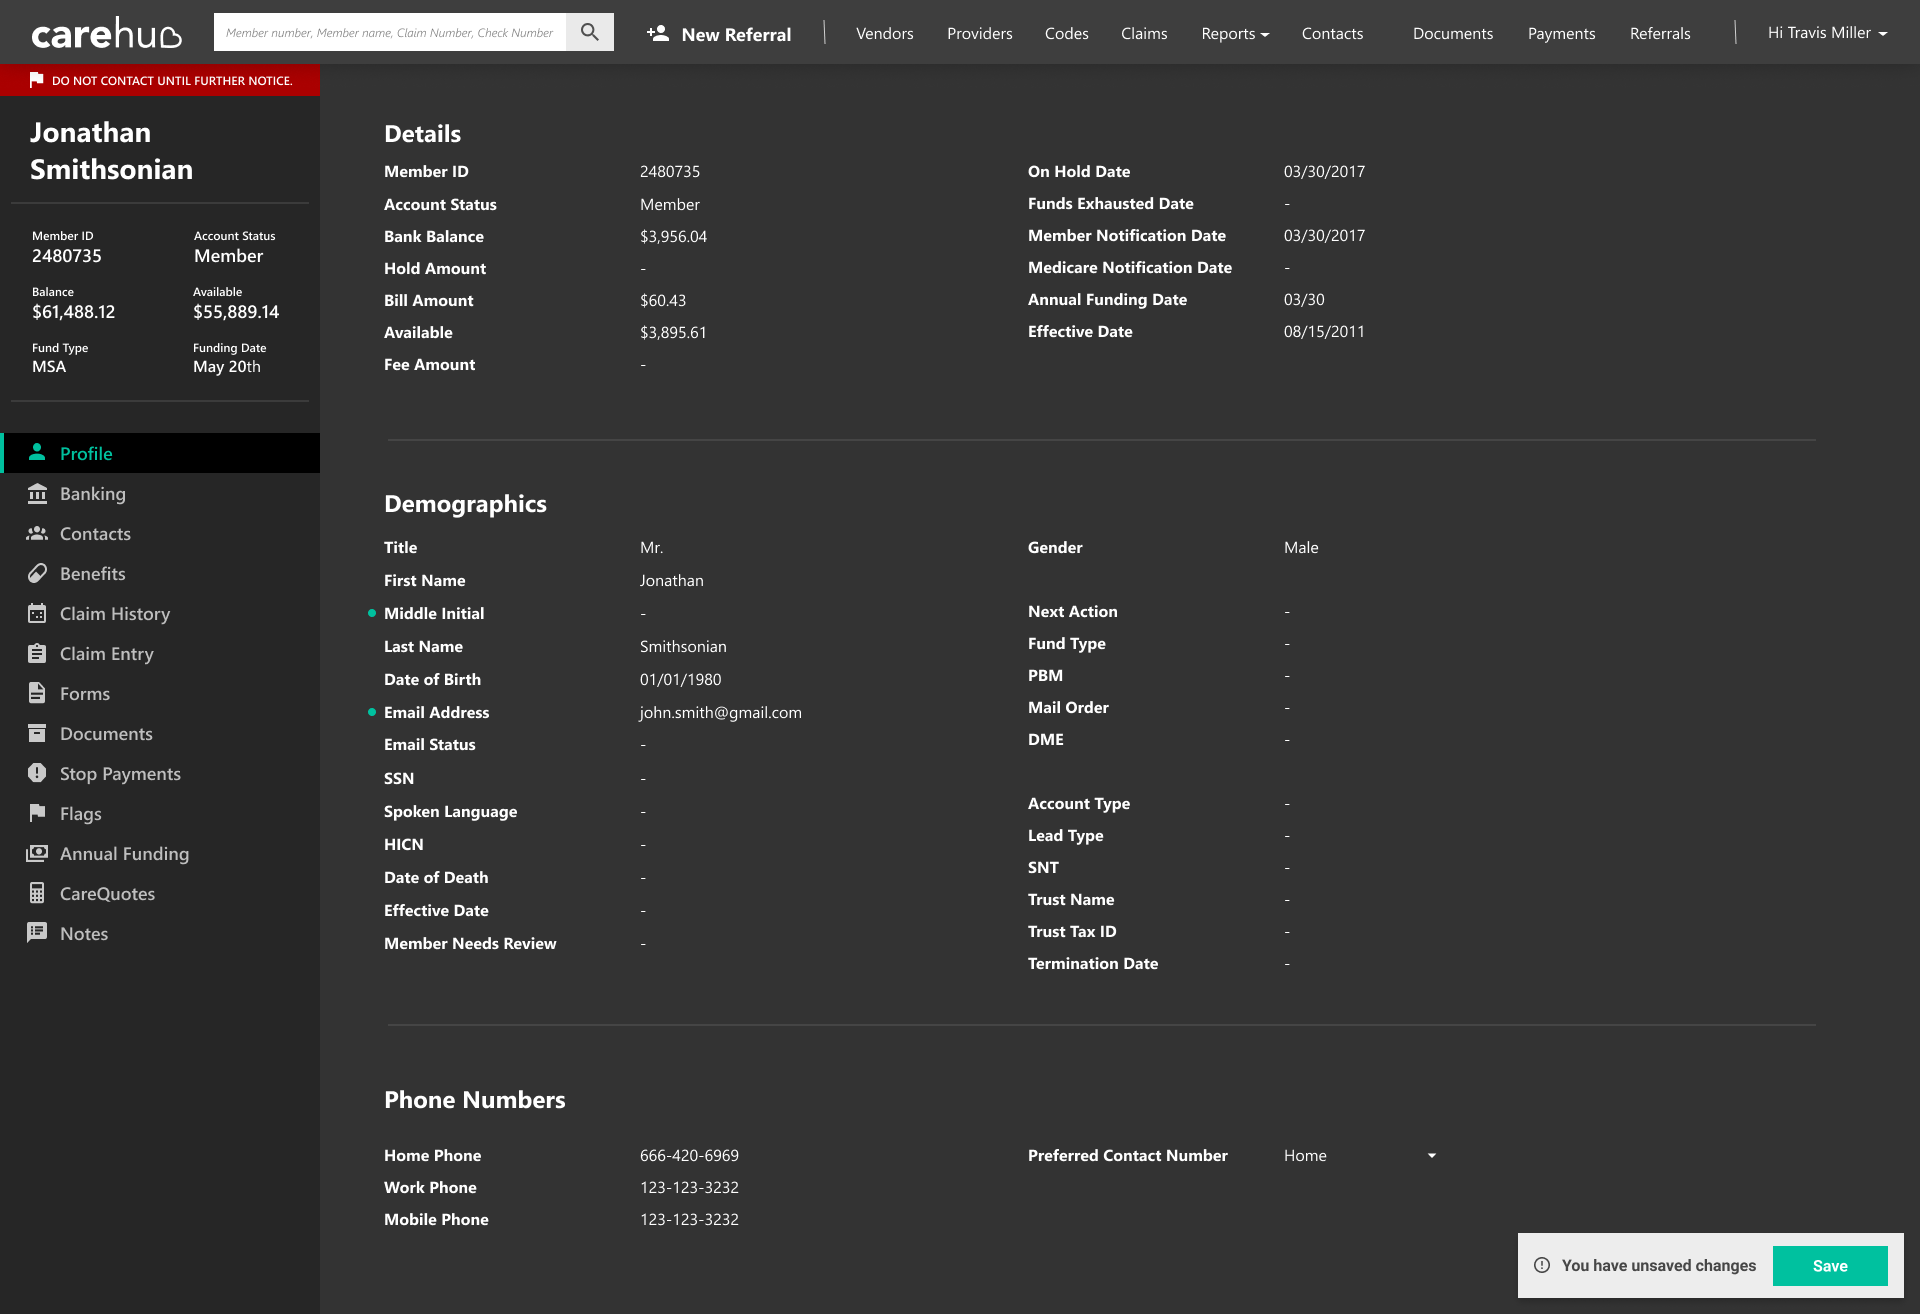 carehub
Member number, Member name, Claim Number, Check Number
New Referral
Vendors
Providers
Codes
Claims
Reports
Contacts
Documents
Payments
Referrals
Hi Travis Miller
DO NOT CONTACT UNTIL FURTHER NOTICE.
Jonathan
Smithsonian
Member ID
2480735
Account Status
Member
Balance
$61,488.12
Available
$55,889.14
Fund Type
MSA
Funding Date
May 20th
Profile
Banking
Contacts
Benefits
Claim History
Claim Entry
Forms
Documents
Stop Payments
Flags
Annual Funding
CareQuotes
Notes
Details
Member ID 2480735
Account Status Member
Bank Balance $3,956.04
Hold Amount -
Bill Amount $60.43
Available $3,895.61
Fee Amount -
On Hold Date 03/30/2017
Funds Exhausted Date -
Member Notification Date 03/30/2017
Medicare Notification Date -
Annual Funding Date 03/30
Effective Date 08/15/2011
Demographics
Title Mr.
First Name Jonathan
Middle Initial -
Last Name Smithsonian
Date of Birth 01/01/1980
Email Address john.smith@gmail.com
Email Status -
SSN -
Spoken Language -
HICN -
Date of Death -
Effective Date -
Member Needs Review -
Gender Male
Next Action -
Fund Type -
PBM -
Mail Order -
DME -
Account Type -
Lead Type -
SNT -
Trust Name -
Trust Tax ID -
Termination Date -
Phone Numbers
Home Phone 666-420-6969
Work Phone 123-123-3232
Mobile Phone 123-123-3232
Preferred Contact Number Home
You have unsaved changes
Save